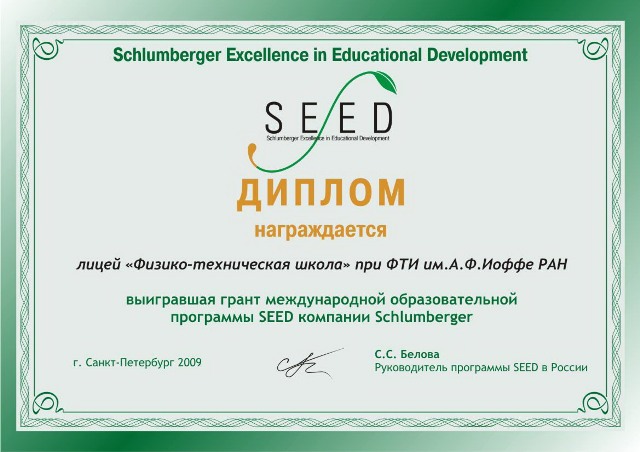 Schlumberger Excellence in Educational Development
SEED
Schlumberger Excellence in Educational Development
ДИПЛОМ
награждается
лицей «Физико-техническая школа» при ФТИ им.А.Ф.Иоффе РАН
выигравшая грант международной образовательной
программы SEED компании Schlumberger
г. Санкт-Петербург 2009
С.С. Белова
Руководитель программы SEED в России